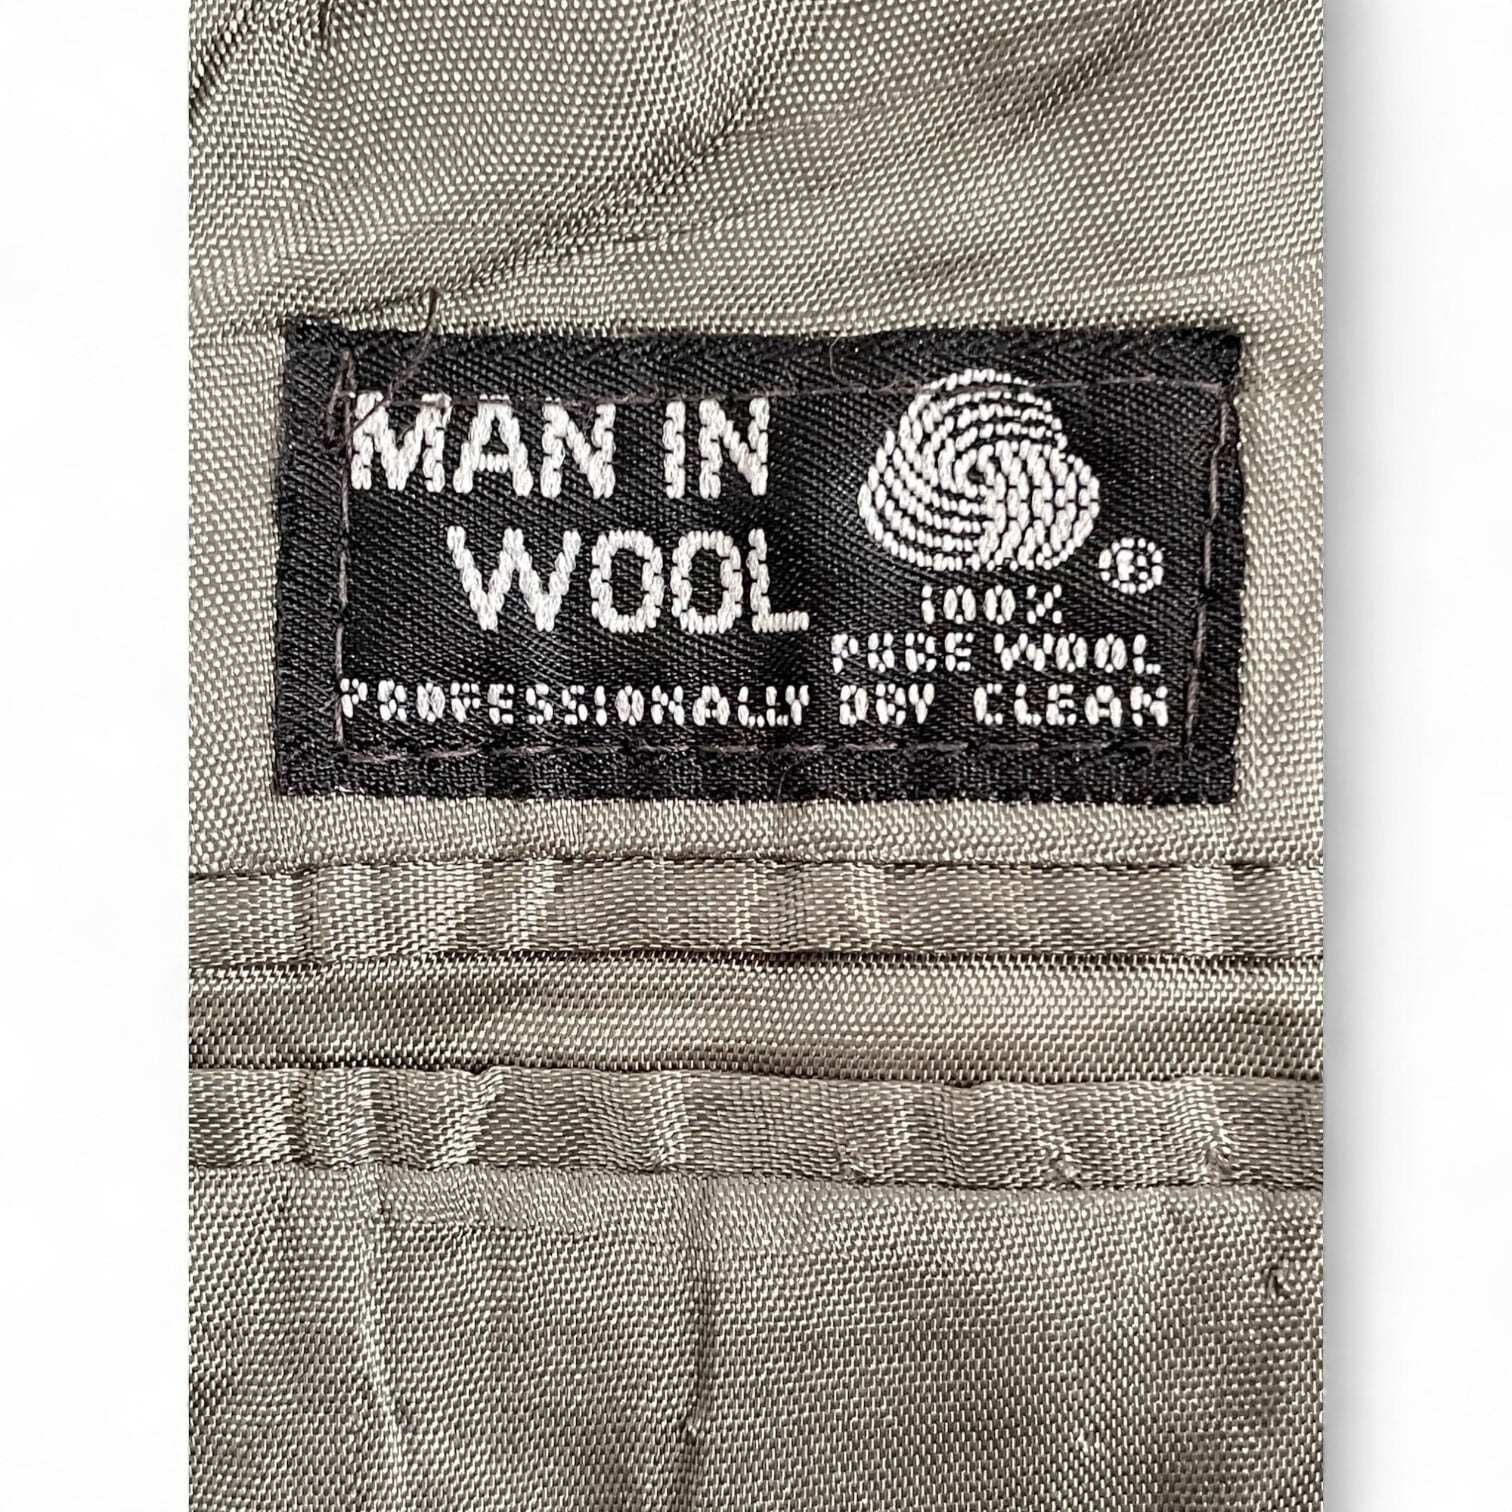 MAN IN
WOOL
®
100%
PURE WOOL
PROFESSIONALLY DRY CLEAN